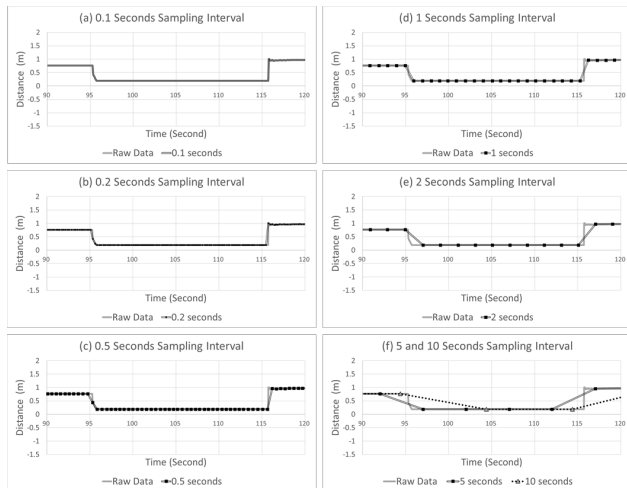 (a) 0.1 Seconds Sampling Interval
Distance (m)
2
1.5
1
0.5
0
-0.5
-1
-1.5
90 95 100 105 110 115 120
Time (Second)
Raw Data 0.1 seconds
(b) 0.2 Seconds Sampling Interval
Distance (m)
2
1.5
1
0.5
0
-0.5
-1
-1.5
90 95 100 105 110 115 120
Time (Second)
Raw Data 0.2 seconds
(c) 0.5 Seconds Sampling Interval
Distance (m)
2
1.5
1
0.5
0
-0.5
-1
-1.5
90 95 100 105 110 115 120
Time (Second)
Raw Data 0.5 seconds
(d) 1 Seconds Sampling Interval
Distance (m)
2
1.5
1
0.5
0
-0.5
-1
-1.5
90 95 100 105 110 115 120
Time (Second)
Raw Data 1 seconds
(e) 2 Seconds Sampling Interval
Distance (m)
2
1.5
1
0.5
0
-0.5
-1
-1.5
90 95 100 105 110 115 120
Time (Second)
Raw Data 2 seconds
(f) 5 and 10 Seconds Sampling Interval
Distance (m)
2
1.5
1
0.5
0
-0.5
-1
-1.5
90 95 100 105 110 115 120
Time (Second)
Raw Data 5 seconds 10 seconds